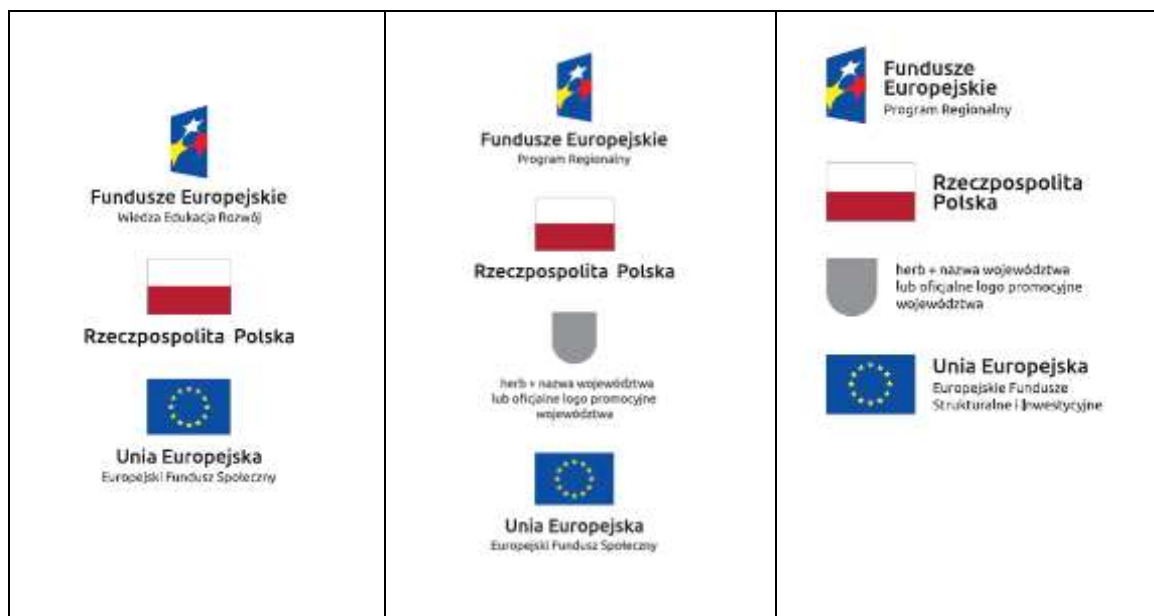 Fundusze Europejskie
Wiedza Edukacja Rozwój
Rzeczpospolita Polska
Unia Europejska
Europejski Fundusz Społeczny
Fundusze Europejskie
Program Regionalny
Rzeczpospolita Polska
herb + nazwa województwa
lub oficjalne logo promocyjne
województwa
Unia Europejska
Europejski Fundusz Społeczny
Fundusze
Europejskie
Program Regionalny
Rzeczpospolita
Polska
herb + nazwa województwa
lub oficjalne logo promocyjne
województwa
Unia Europejska
Europejskie Fundusze
Strukturalne i Inwestycyjne